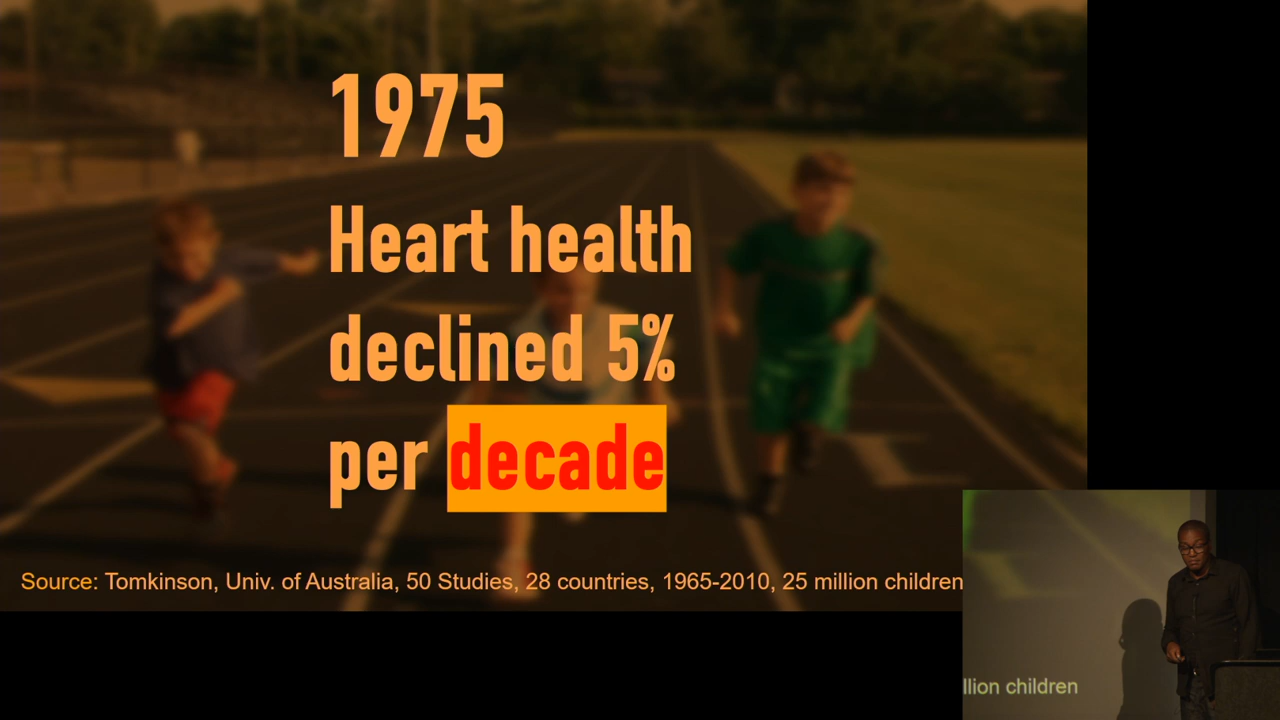 1975
Heart health
declined 5%
per decade
Source: Tomkinson, Univ. of Australia, 50 Studies, 28 countries, 1965-2010, 25 million children
llion children